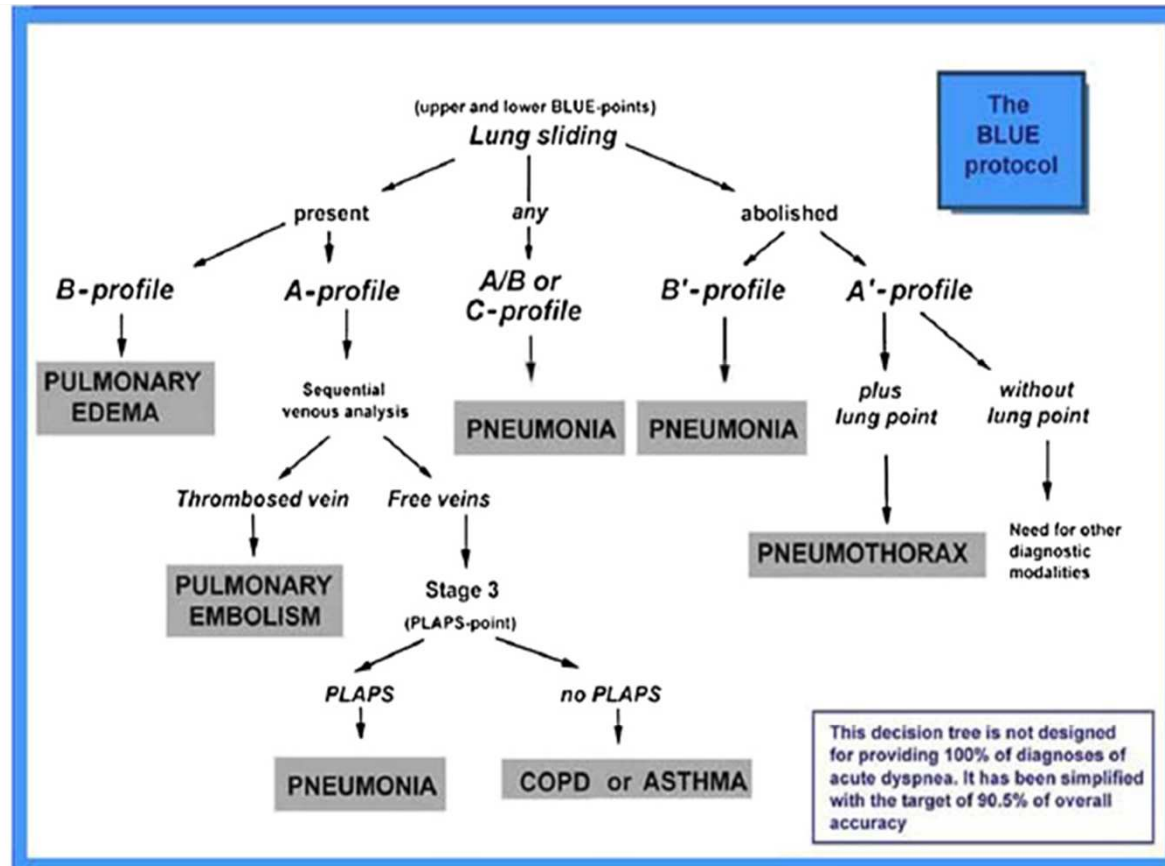 The
BLUE
protocol
(upper and lower BLUE-points)
Lung sliding
present
any
abolished
B-profile
A-profile
A/B or
C-profile
B'-profile
A'-profile
PULMONARY
EDEMA
Sequential
venous analysis
PNEUMONIA
PNEUMONIA
plus
lung point
without
lung point
Thrombosed vein
Free veins
PULMONARY
EMBOLISM
Stage 3
(PLAPS-point)
PNEUMOTHORAX
Need for other
diagnostic
modalities
PLAPS
no PLAPS
PNEUMONIA
COPD or ASTHMA
This decision tree is not designed
for providing 100% of diagnoses of
acute dyspnea. It has been simplified
with the target of 90.5% of overall
accuracy